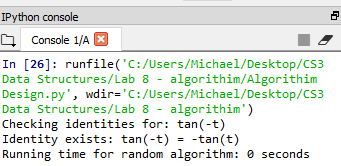 IPython console
Console 1/A
In [26]: runfile('C:/Users/Michael/Desktop/CS3
Data Structures/Lab 8 - algorithim/Algorithim
Design.py', wdir='C:/Users/Michael/Desktop/CS3
Data Structures/Lab 8 - algorithim')
Checking identities for: tan(-t)
Identity exists: tan(-t) = -tan(t)
Running time for random algorithm: 0 seconds